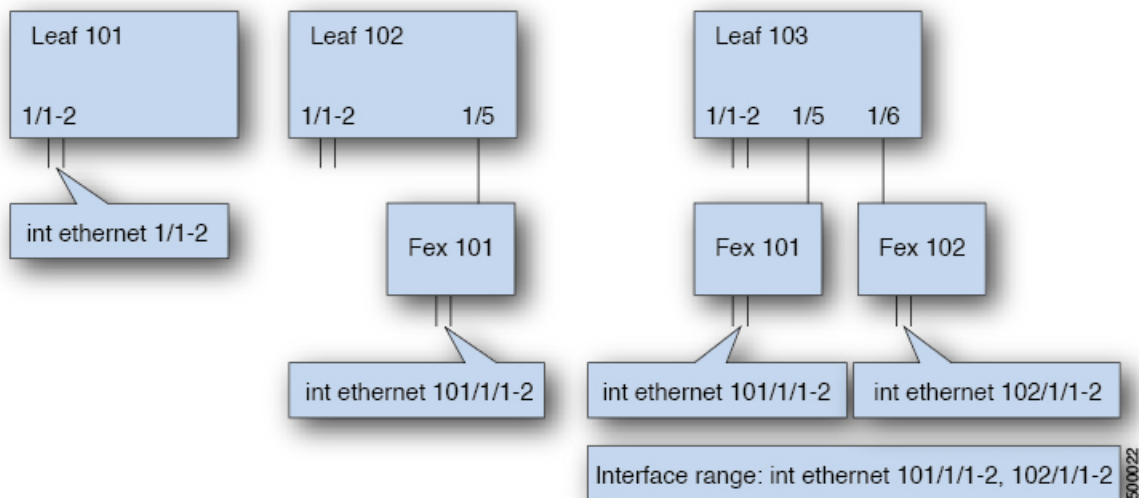 Leaf 101
1/1-2
int ethernet 1/1-2
Leaf 102
1/1-2 1/5
Fex 101
int ethernet 101/1/1-2
Leaf 103
1/1-2 1/5 1/6
Fex 101 Fex 102
int ethernet 101/1/1-2 int ethernet 102/1/1-2
Interface range: int ethernet 101/1/1-2, 102/1/1-2